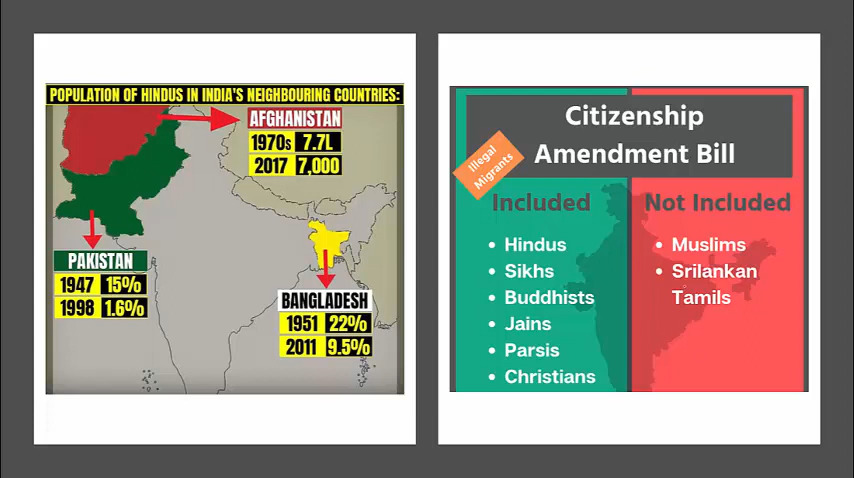 POPULATION OF HINDUS IN INDIA'S NEIGHBOURING COUNTRIES:
AFGHANISTAN
1970s 7.7L
2017 7,000
PAKISTAN
1947 15%
1998 1.6%
BANGLADESH
1951 22%
2011 9.5%
Citizenship
Amendment Bill
Illegal
Migrants
Included
Hindus
Sikhs
Buddhists
Jains
Parsis
Christians
Not Included
Muslims
Srilankan
Tamils